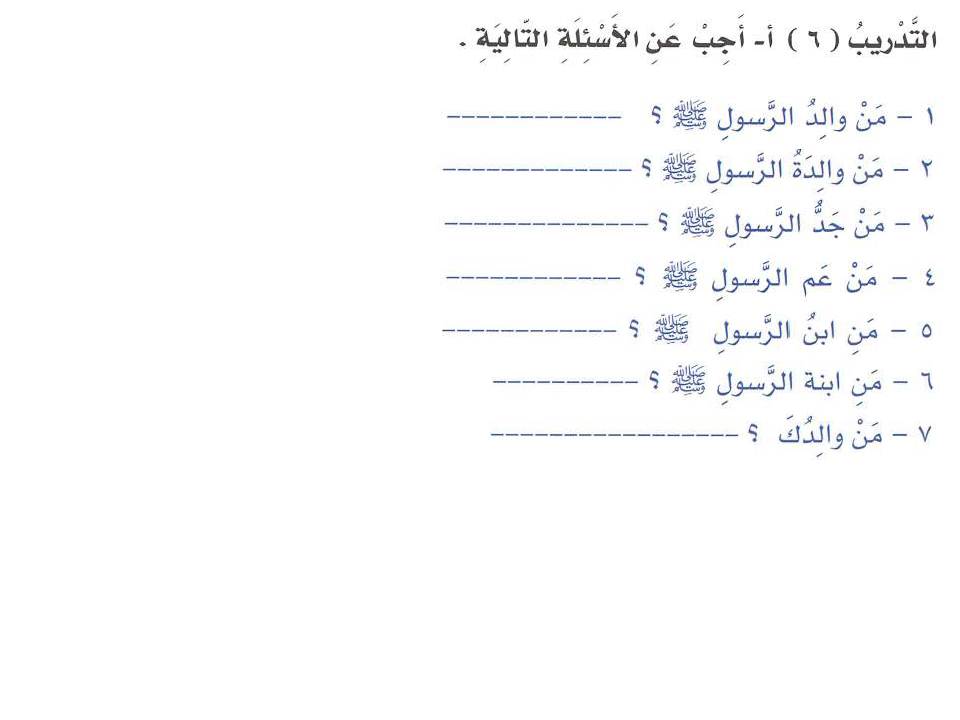 التَّدْريبُ ( ٦ ) أ- أَجِبْ عَنِ الأَسْئِلَةِ التّالِيَةِ .
١ – مَنْ والِدُ الرَّسولِ ﷺ ؟ ------------
٢ – مَنْ والِدَةُ الرَّسولِ ﷺ ؟ -------------
٣ – مَنْ جَدُّ الرَّسولِ ﷺ ؟ --------------
٤ – مَنْ عَم الرَّسولِ ﷺ ؟ ------------
٥ – مَنِ ابنُ الرَّسولِ ﷺ ؟ ------------
٦ – مَنِ ابنة الرَّسولِ ﷺ ؟ ----------
٧ – مَنْ والِدُكَ ؟ -----------------